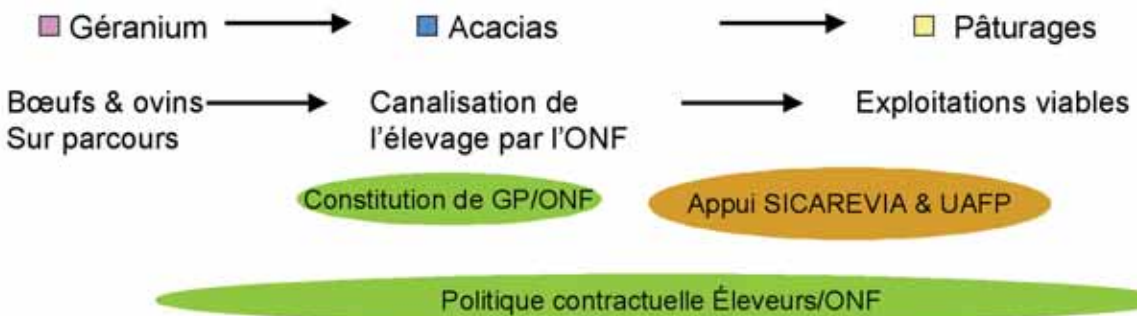 Géranium Acacias Pâturages
Bœufs & ovins Canalisation de Exploitations viables
Sur parcours l'élevage par l'ONF
Constitution de GP/ONF Appui SICAREVIA & UAFP
Politique contractuelle Éleveurs/ONF